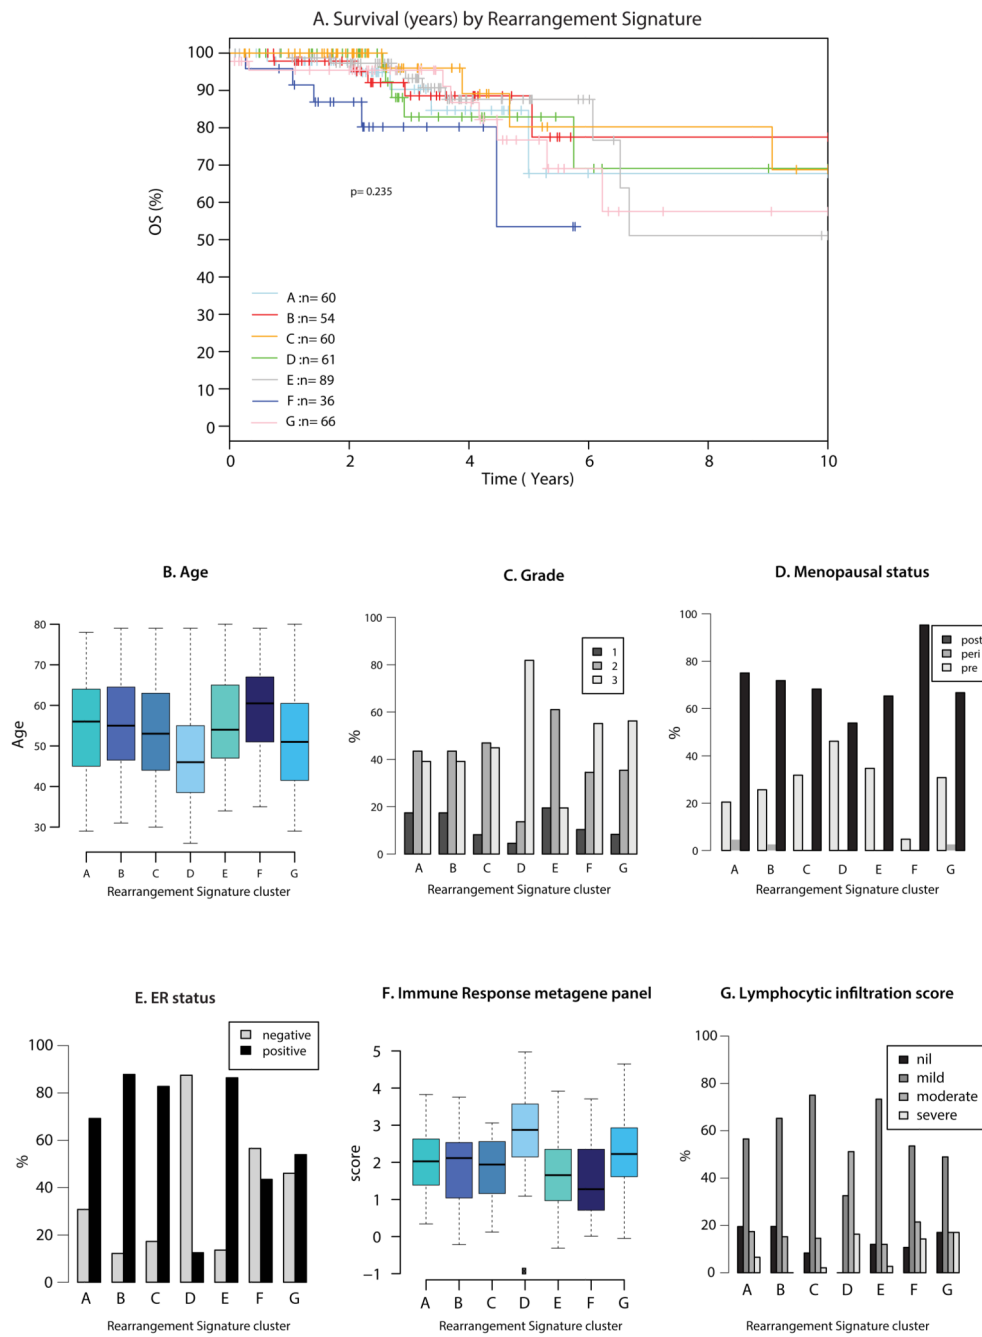 A. Survival (years) by Rearrangement Signature
100
90
80
70
60
50
40
30
20
10
0
OS (%)
p= 0.235
A :n= 60
B :n= 54
C :n= 60
D :n= 61
E :n= 89
F :n= 36
G :n= 66
0 2 4 6 8 10
Time ( Years)
B. Age
80
70
60
50
40
30
Age
A B C D E F G
Rearrangement Signature cluster
C. Grade
100
80
60
40
20
0
%
1
2
3
A B C D E F G
Rearrangement Signature cluster
D. Menopausal status
100
80
60
40
20
0
%
post
peri
pre
A B C D E F G
Rearrangement Signature cluster
E. ER status
negative
positive
100
80
60
40
20
0
%
A B C D E F G
Rearrangement Signature cluster
F. Immune Response metagene panel
5
4
3
2
1
0
−1
score
A B C D E F G
Rearrangement Signature cluster
G. Lymphocytic infiltration score
100
80
60
40
20
0
%
nil
mild
moderate
severe
A B C D E F G
Rearrangement Signature cluster